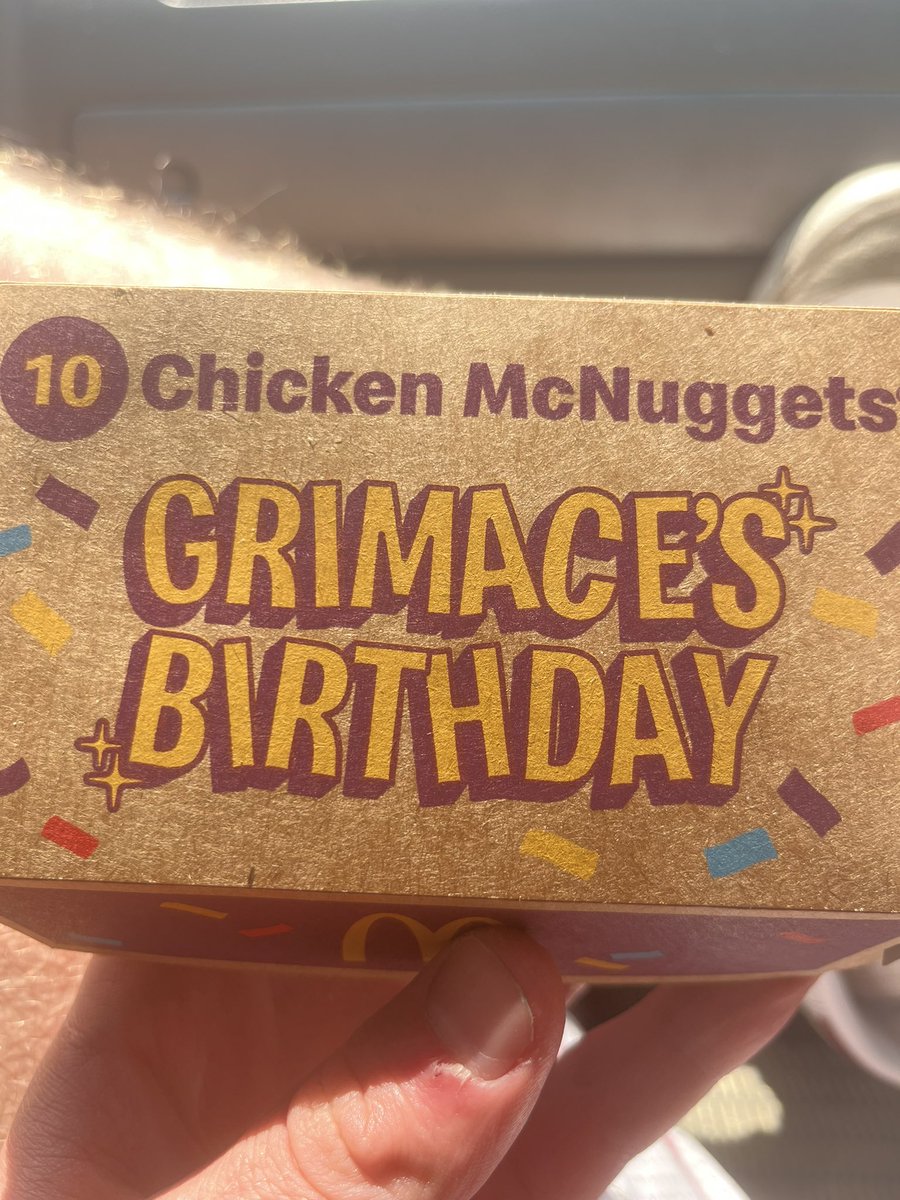 10 Chicken McNuggets
GRIMACE'S
BIRTHDAY